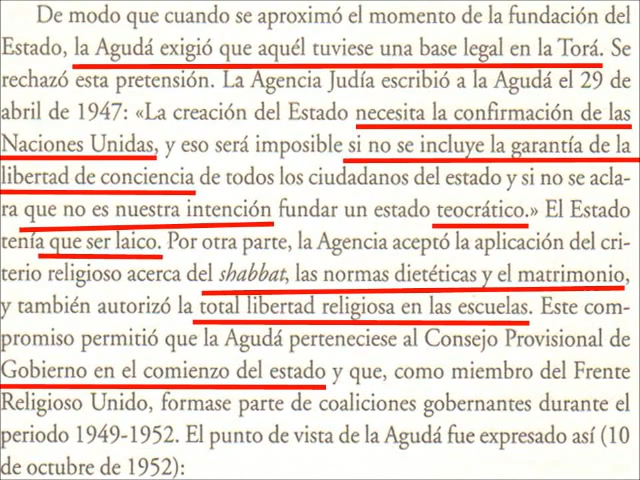 De modo que cuando se aproximó el momento de la fundación del
Estado, la Agudá exigió que aquél tuviese una base legal en la Torá. Se
rechazó esta pretensión. La Agencia Judía escribió a la Agudá el 29 de
abril de 1947: «La creación del Estado necesita la confirmación de las
Naciones Unidas, y eso será imposible si no se incluye la garantía de la
libertad de conciencia de todos los ciudadanos del estado y si no se acla-
ra que no es nuestra intención fundar un estado teocrático.» El Estado
tenía que ser laico. Por otra parte, la Agencia aceptó la aplicación del cri-
terio religioso acerca del shabbat, las normas dietéticas y el matrimonio,
y también autorizó la total libertad religiosa en las escuelas. Este com-
promiso permitió que la Agudá perteneciese al Consejo Provisional de
Gobierno en el comienzo del estado y que, como miembro del Frente
Religioso Unido, formase parte de coaliciones gobernantes durante el
periodo 1949-1952. El punto de vista de la Agudá fue expresado así (10
de octubre de 1952):